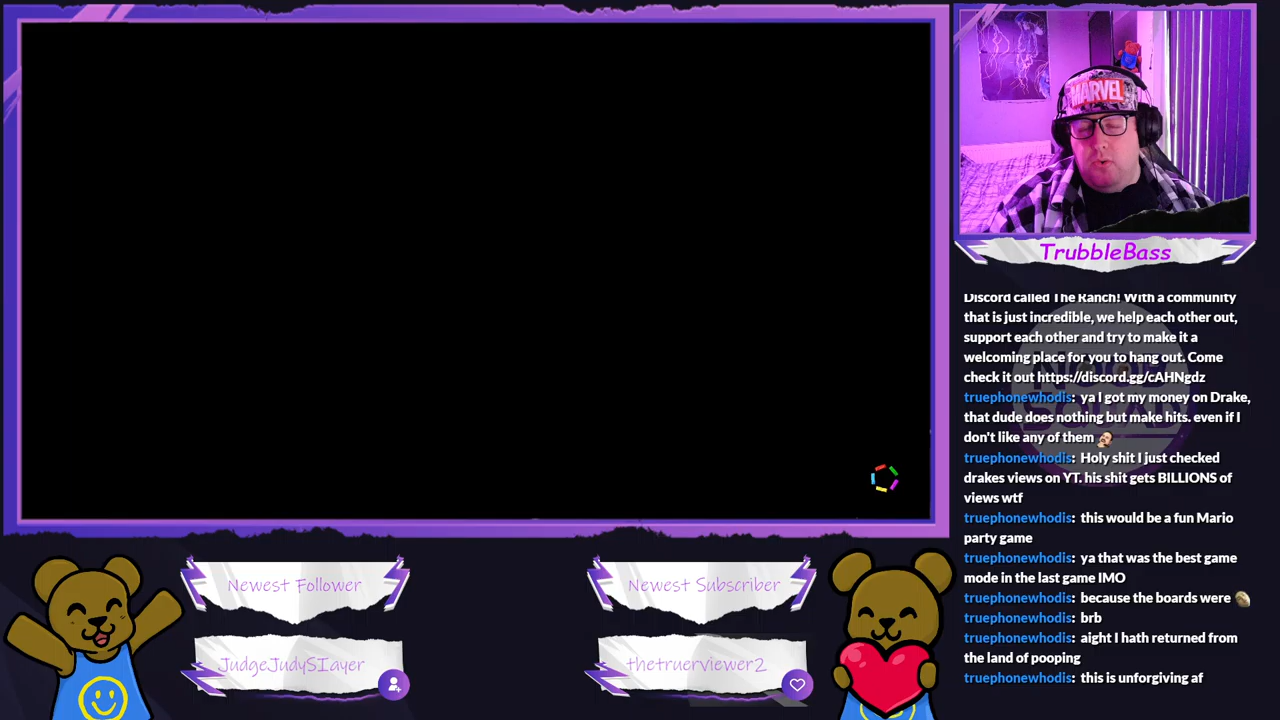 MARVEL
TrubbleBass
Discord called The Ranch! With a community
that is just incredible, we help each other out,
support each other and try to make it a
welcoming place for you to hang out. Come
check it out https://discord.gg/cAHNgdz
truephonewhodis: ya I got my money on Drake,
that dude does nothing but make hits. even if I
don't like any of them
truephonewhodis: Holy shit I just checked
drakes views on YT. his shit gets BILLIONS of
views wtf
truephonewhodis: this would be a fun Mario
party game
truephonewhodis: ya that was the best game
mode in the last game IMO
truephonewhodis: because the boards were
truephonewhodis: brb
truephonewhodis: aight I hath returned from
the land of pooping
truephonewhodis: this is unforgiving af
Newest Follower
JudgeJudySlayer
Newest Subscriber
thetruerviewer2